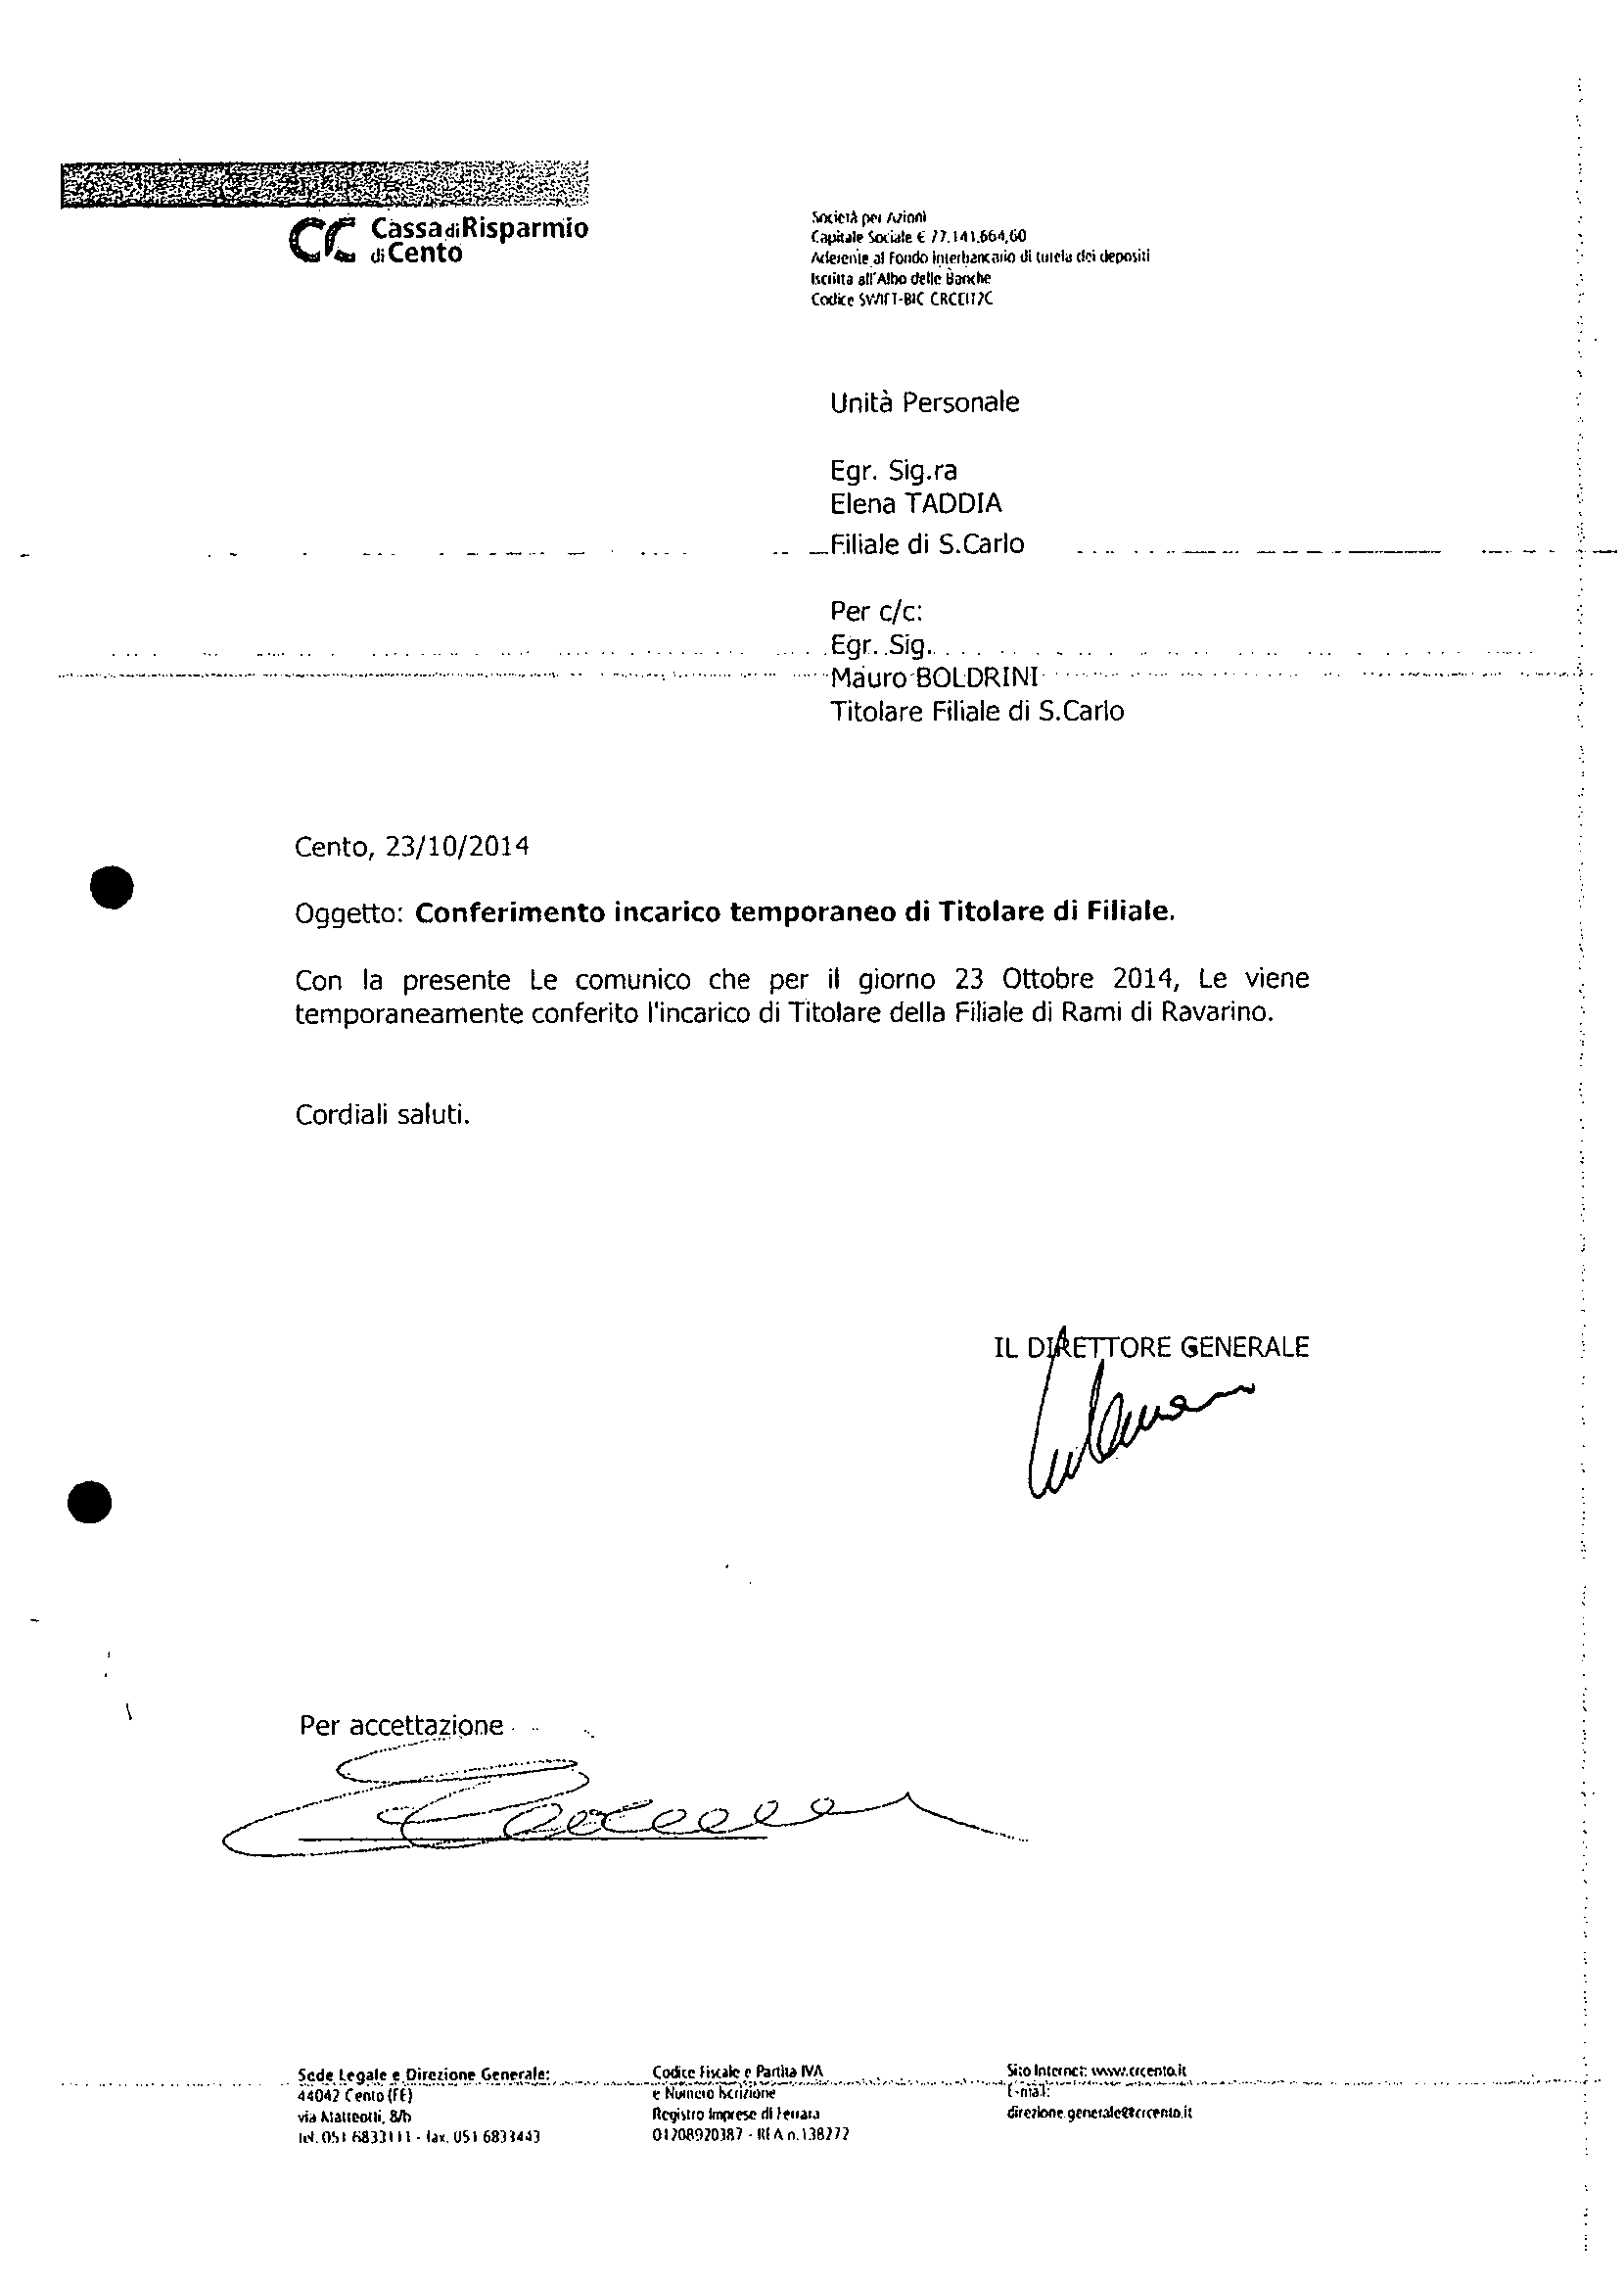 CassadiRisparmio
di Cento
Società per Azioni
Capitale Sociale € 77.141.664,60
Aderente al Fondo Interbancario di tutela dei depositi
Iscritta all'Albo delle Banche
Codice SWIFT-BIC CRCEIT2C
Unità Personale
Egr. Sig.ra
Elena TADDIA
Filiale di S.Carlo
Per c/c:
Egr. Sig.
Mauro BOLDRINI
Titolare Filiale di S.Carlo
Cento, 23/10/2014
Oggetto: Conferimento incarico temporaneo di Titolare di Filiale.
Con la presente Le comunico che per il giorno 23 Ottobre 2014, Le viene
temporaneamente conferito l'incarico di Titolare della Filiale di Rami di Ravarino.
Cordiali saluti.
IL DIRETTORE GENERALE
Per accettazione
Sede Legale e Direzione Generale:
44042 Cento (FE)
via Matteotti, 8/b
tel. 051 6833111 - fax. 051 6833443
Codice Fiscale e Partita IVA
e Numero Iscrizione
Registro Imprese di Ferrara
01208920387 - REA n.138272
Sito Internet: www.crcento.it
E-mail:
direzione.generale@crcento.it